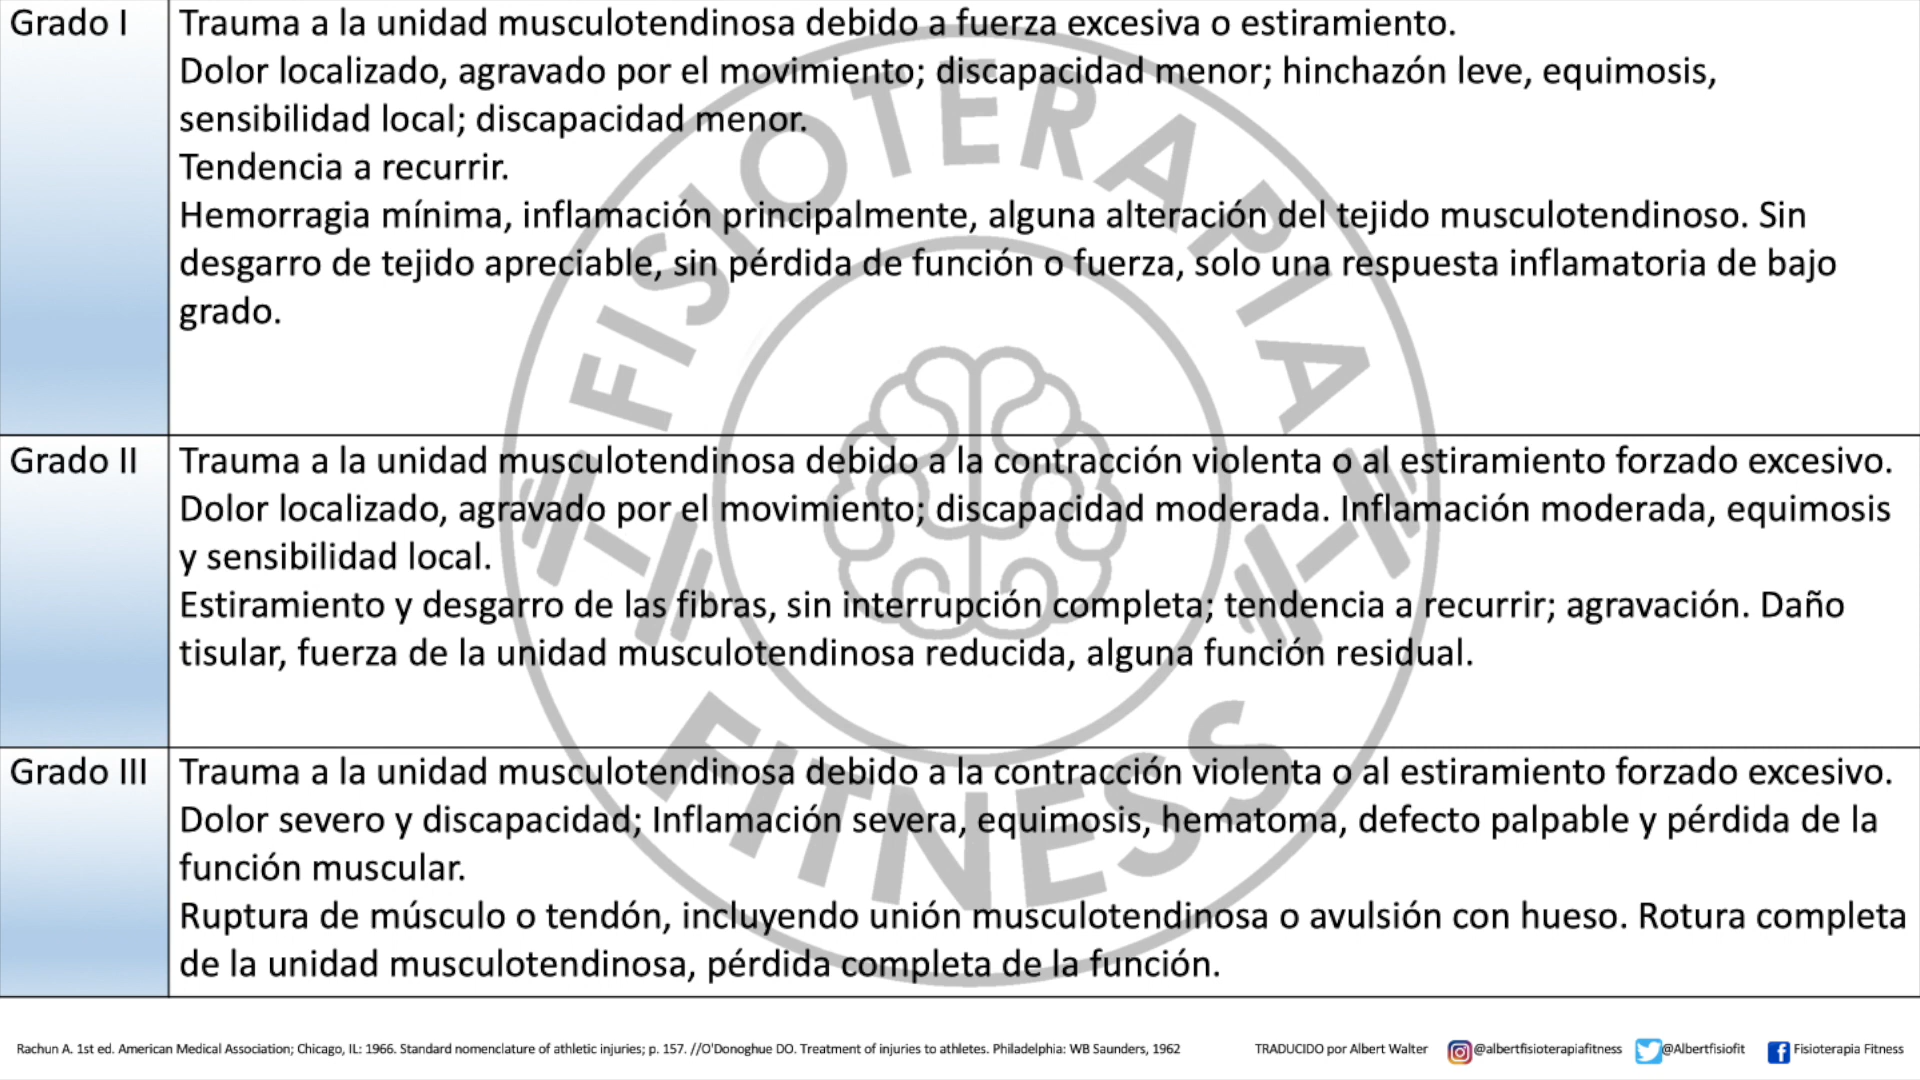 Grado I
Trauma a la unidad musculotendinosa debido a fuerza excesiva o estiramiento.
Dolor localizado, agravado por el movimiento; discapacidad menor; hinchazón leve, equimosis,
sensibilidad local; discapacidad menor.
Tendencia a recurrir.
Hemorragia mínima, inflamación principalmente, alguna alteración del tejido musculotendinoso. Sin
desgarro de tejido apreciable, sin pérdida de función o fuerza, solo una respuesta inflamatoria de bajo
grado.
Grado II
Trauma a la unidad musculotendinosa debido a la contracción violenta o al estiramiento forzado excesivo.
Dolor localizado, agravado por el movimiento; discapacidad moderada. Inflamación moderada, equimosis
y sensibilidad local.
Estiramiento y desgarro de las fibras, sin interrupción completa; tendencia a recurrir; agravación. Daño
tisular, fuerza de la unidad musculotendinosa reducida, alguna función residual.
Grado III
Trauma a la unidad musculotendinosa debido a la contracción violenta o al estiramiento forzado excesivo.
Dolor severo y discapacidad; Inflamación severa, equimosis, hematoma, defecto palpable y pérdida de la
función muscular.
Ruptura de músculo o tendón, incluyendo unión musculotendinosa o avulsión con hueso. Rotura completa
de la unidad musculotendinosa, pérdida completa de la función.
FISIOTERAPIA
FITNESS
Rachun A. 1st ed. American Medical Association; Chicago, IL: 1966. Standard nomenclature of athletic injuries; p. 157. //O'Donoghue DO. Treatment of injuries to athletes. Philadelphia: WB Saunders, 1962
TRADUCIDO por Albert Walter
@albertfisioterapiafitness
@Albertfisiofit
Fisioterapia Fitness